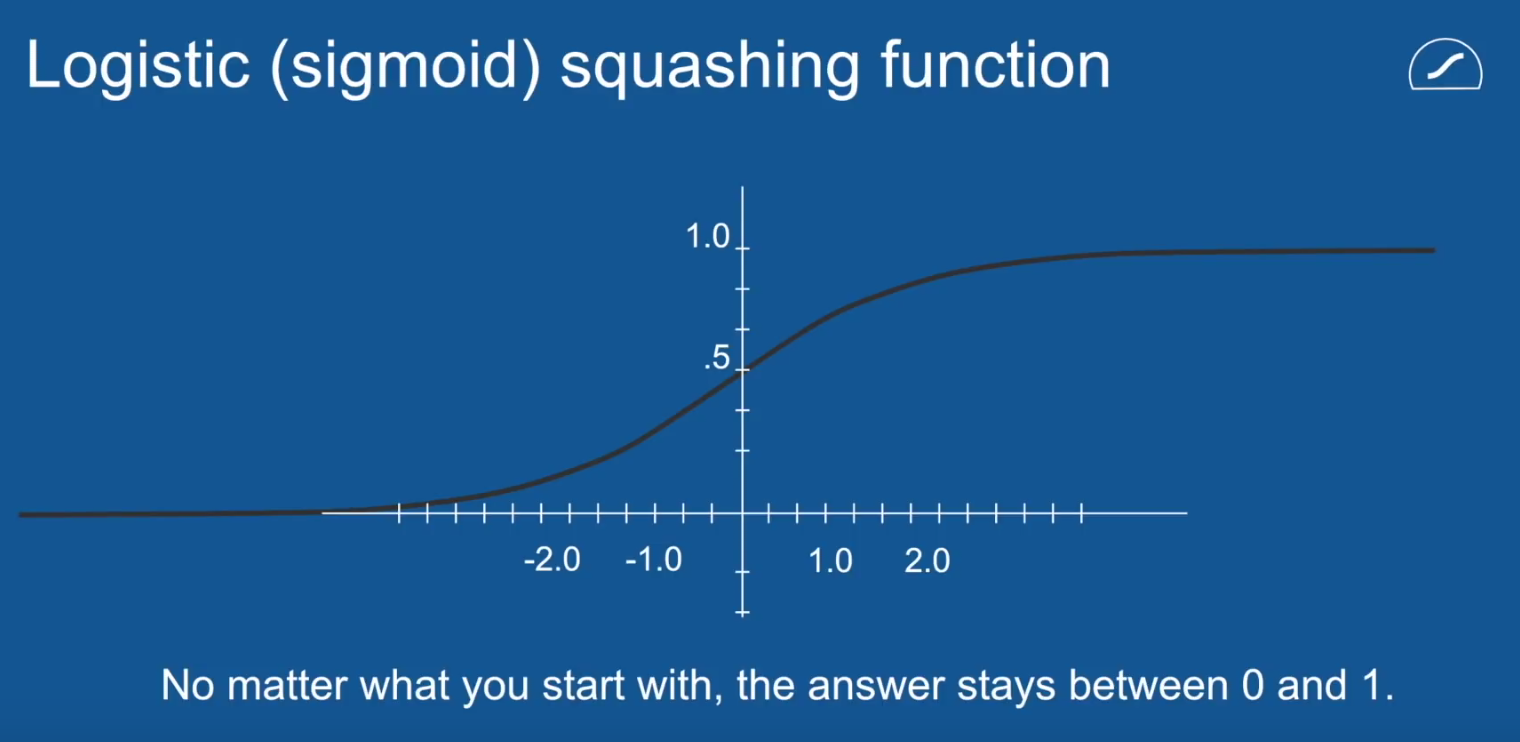 Logistic (sigmoid) squashing function
1.0
.5
-2.0 -1.0 1.0 2.0
No matter what you start with, the answer stays between 0 and 1.